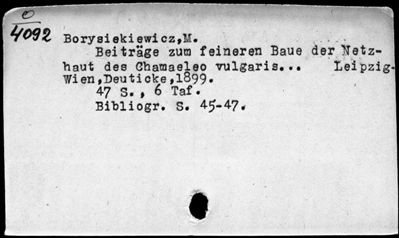 e
4092
Borysiekiewicz,M.
Beiträge zum feineren Baue der Netz-
haut des Chamaeleo vulgaris... Leipzig-
Wien,Deuticke,1899.
47 S., 6 Taf.
Bibliogr. S. 45-47.